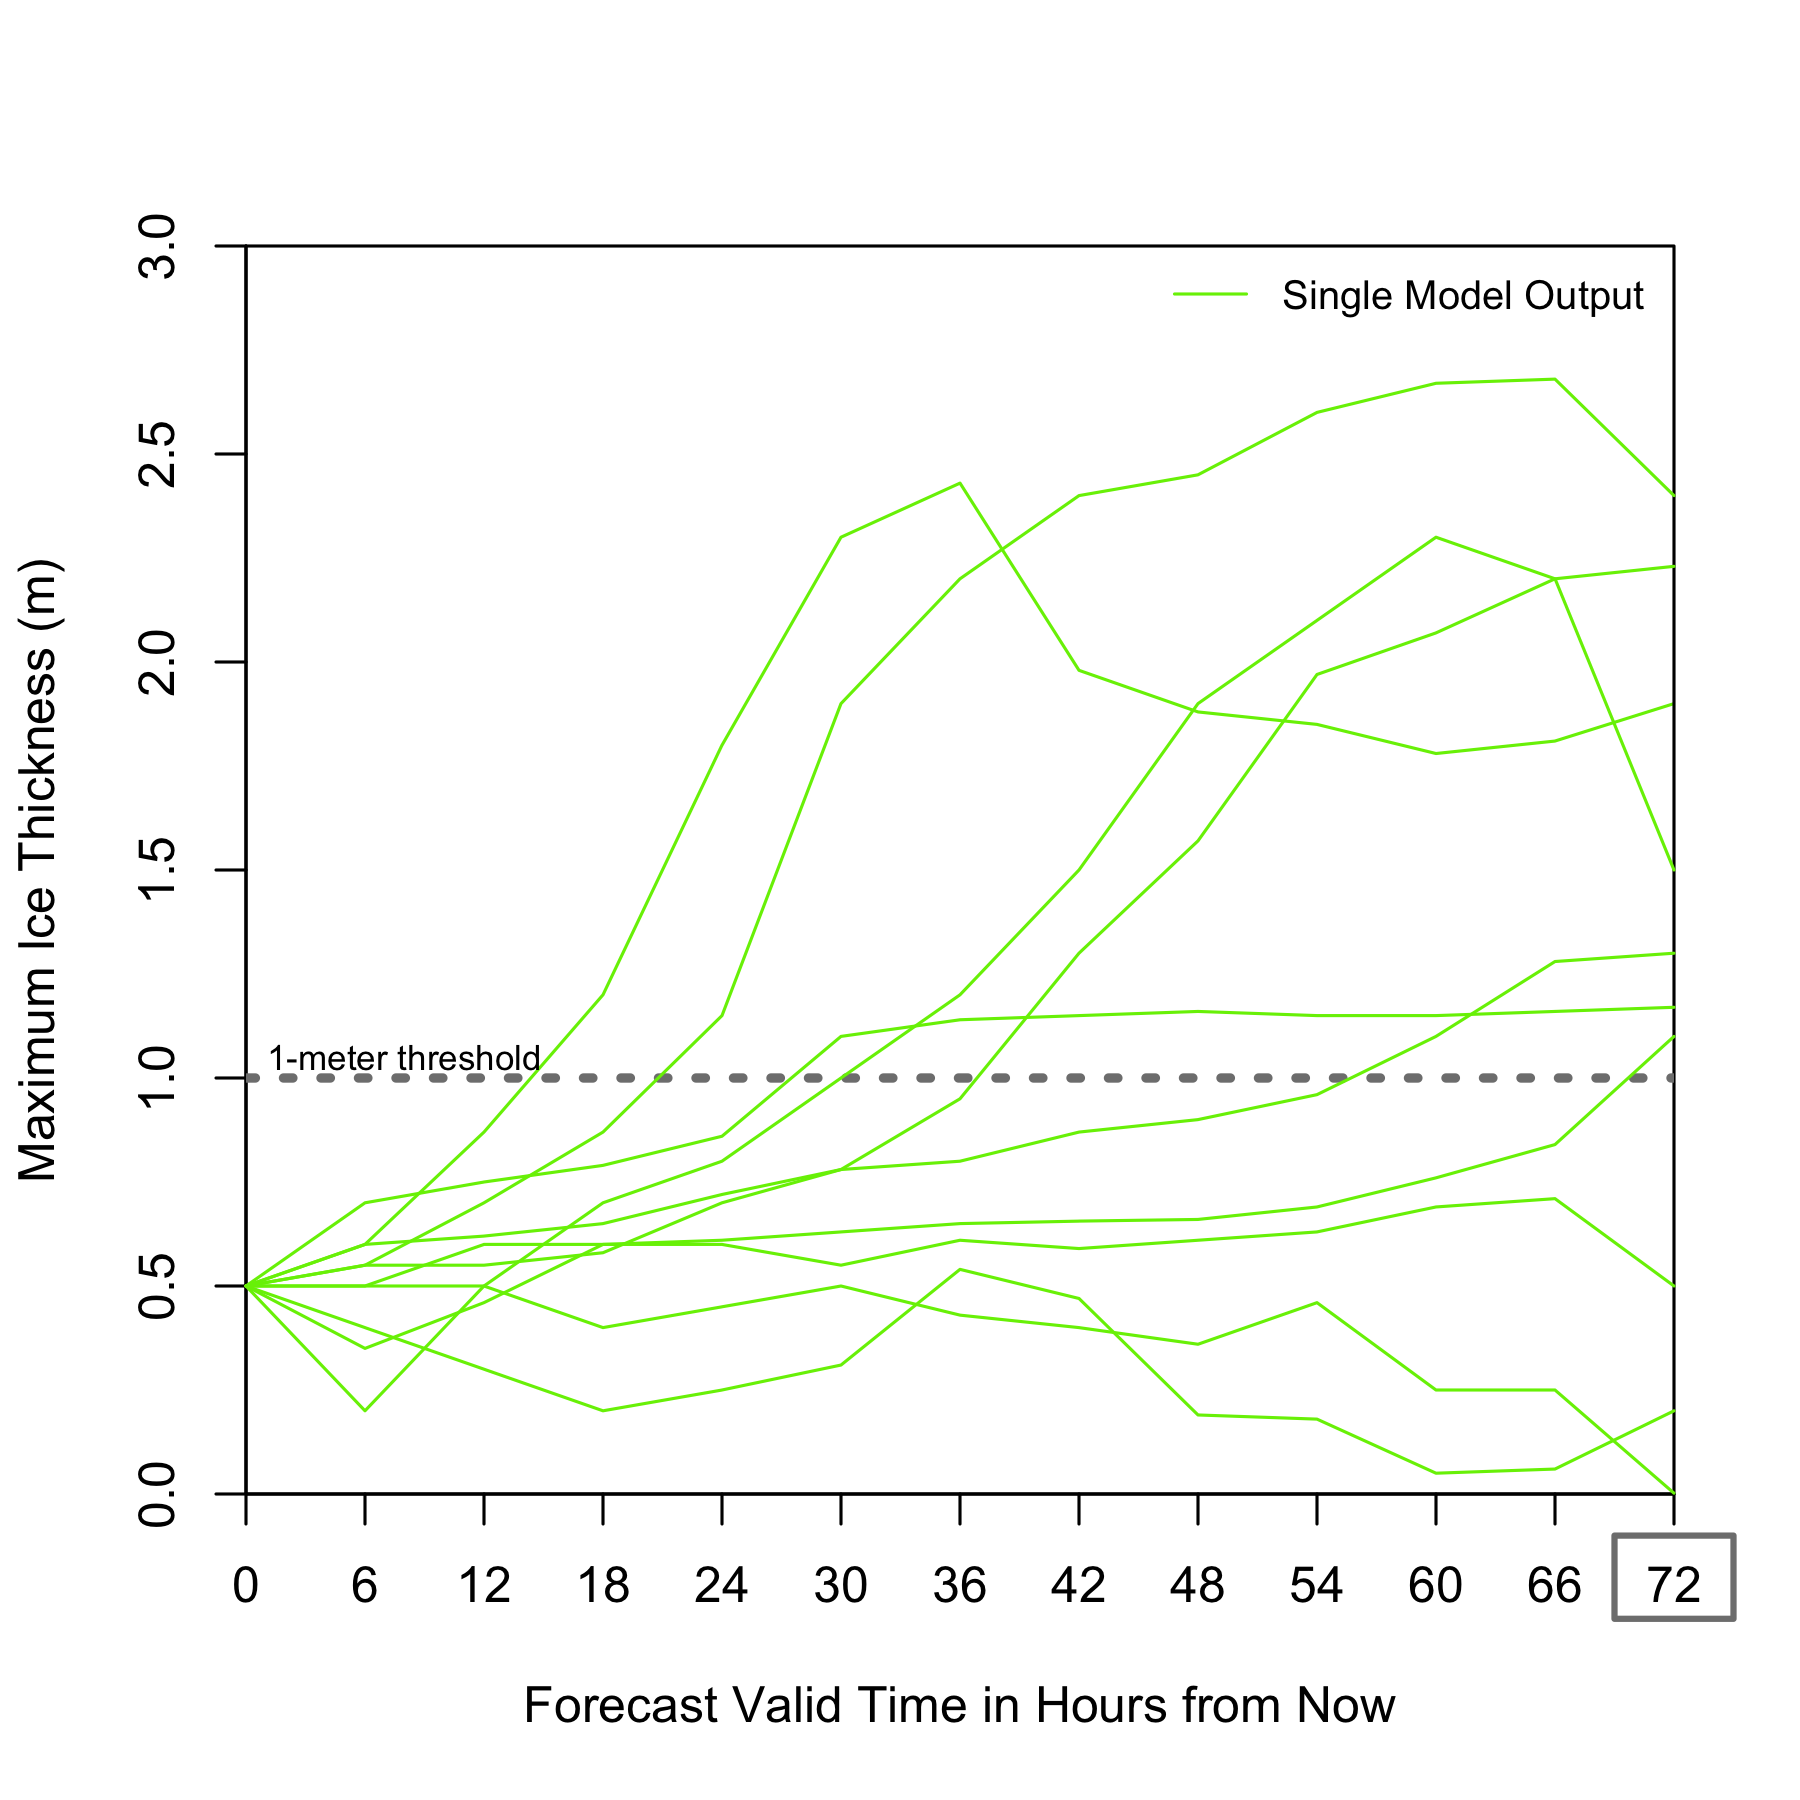 3.0
2.5
2.0
1.5
1.0
0.5
0.0
Maximum Ice Thickness (m)
Single Model Output
1-meter threshold
0 6 12 18 24 30 36 42 48 54 60 66 72
Forecast Valid Time in Hours from Now